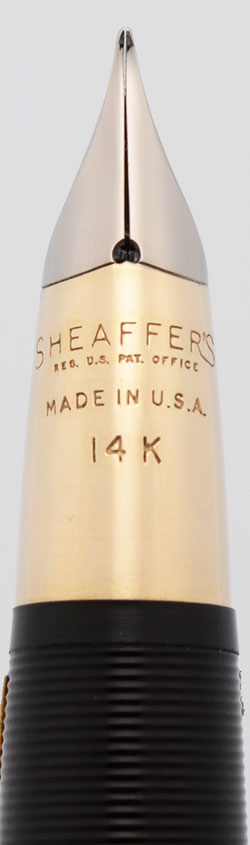 SHEAFFER'S
REG. U.S. PAT. OFFICE
MADE IN U.S.A.
14K